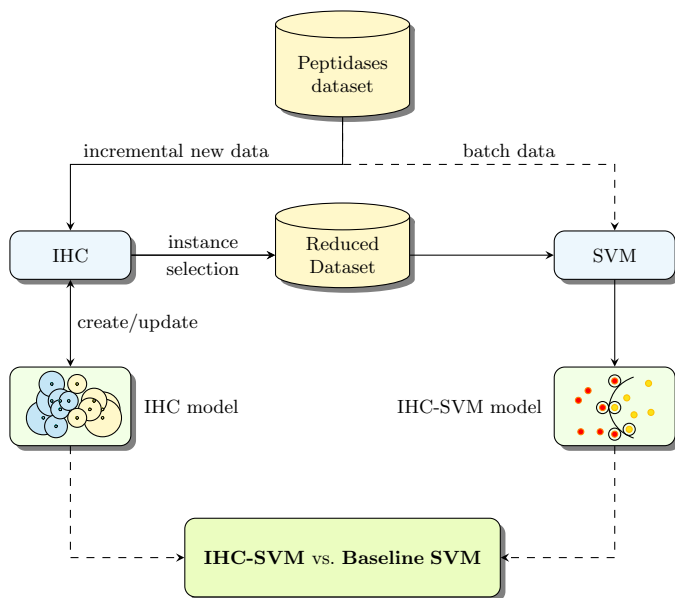 Peptidases
dataset
incremental new data
batch data
IHC
instance
selection
Reduced
Dataset
SVM
create/update
IHC model
IHC-SVM model
IHC-SVM vs. Baseline SVM